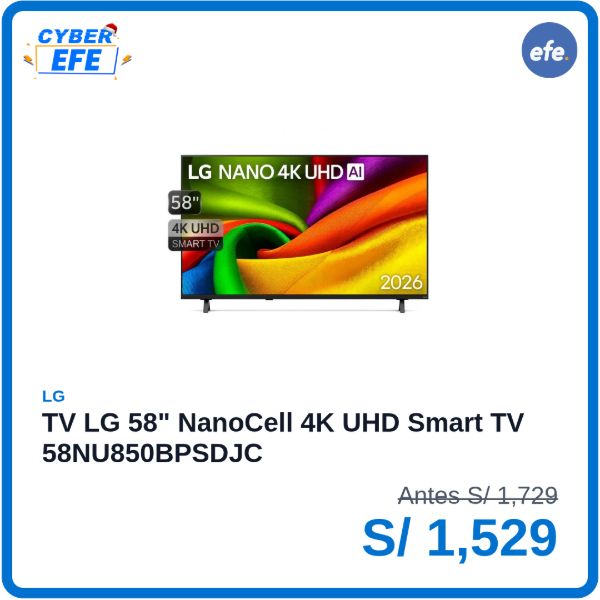 CYBER
EFE
efe.
LG NANO 4K UHD AI
58"
4K UHD
SMART TV
2026
LG
TV LG 58" NanoCell 4K UHD Smart TV
58NU850BPSDJC
Antes S/ 1,729
S/ 1,529